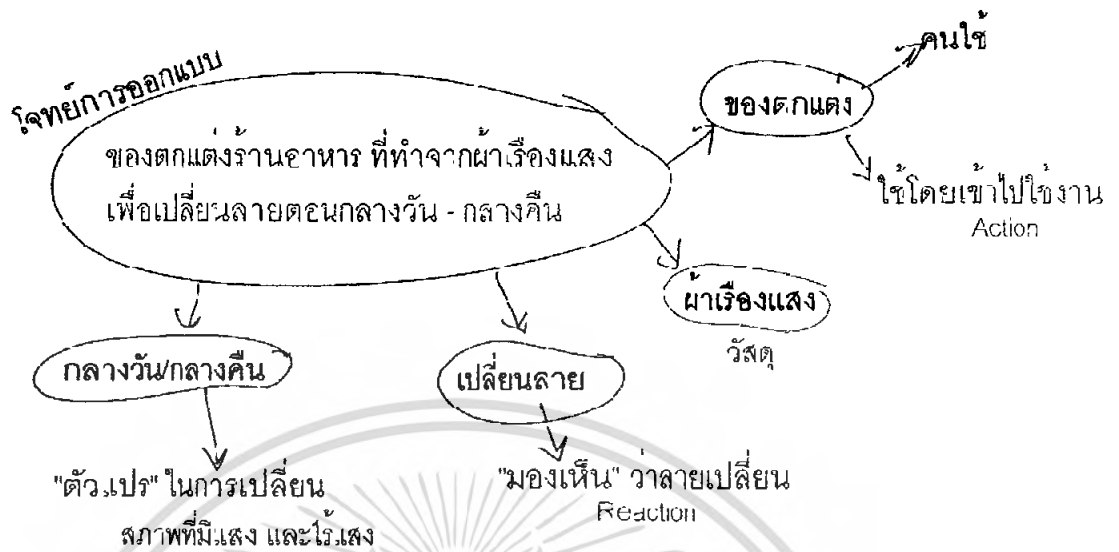 โจทย์การออกแบบ
ของตกแต่งร้านอาหาร ที่ทำจากผ้าเรืองแสง
เพื่อเปลี่ยนลายตอนกลางวัน - กลางคืน
ของตกแต่ง
คนใช้
ใช้โดยเข้าไปใช้งาน
Action
ผ้าเรืองแสง
วัสดุ
กลางวัน/กลางคืน
"ตัวแปร" ในการเปลี่ยน
สภาพที่มีแสง และไร้แสง
เปลี่ยนลาย
"มองเห็น" ว่าลายเปลี่ยน
Reaction